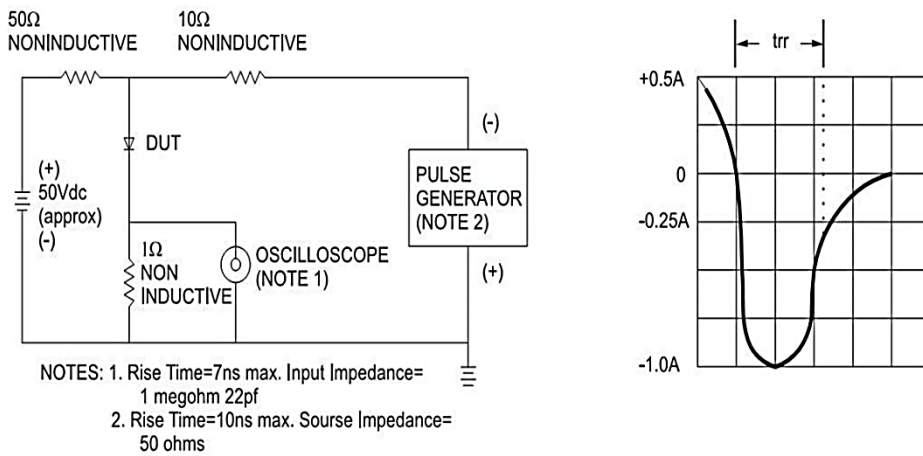 50Ω
NONINDUCTIVE
10Ω
NONINDUCTIVE
DUT
(+)
50Vdc
(approx)
(-)
1Ω
NON
INDUCTIVE
OSCILLOSCOPE
(NOTE 1)
(-)
PULSE
GENERATOR
(NOTE 2)
(+)
NOTES: 1. Rise Time=7ns max. Input Impedance=
1 megohm 22pf
2. Rise Time=10ns max. Sourse Impedance=
50 ohms
trr
+0.5A
0
-0.25A
-1.0A